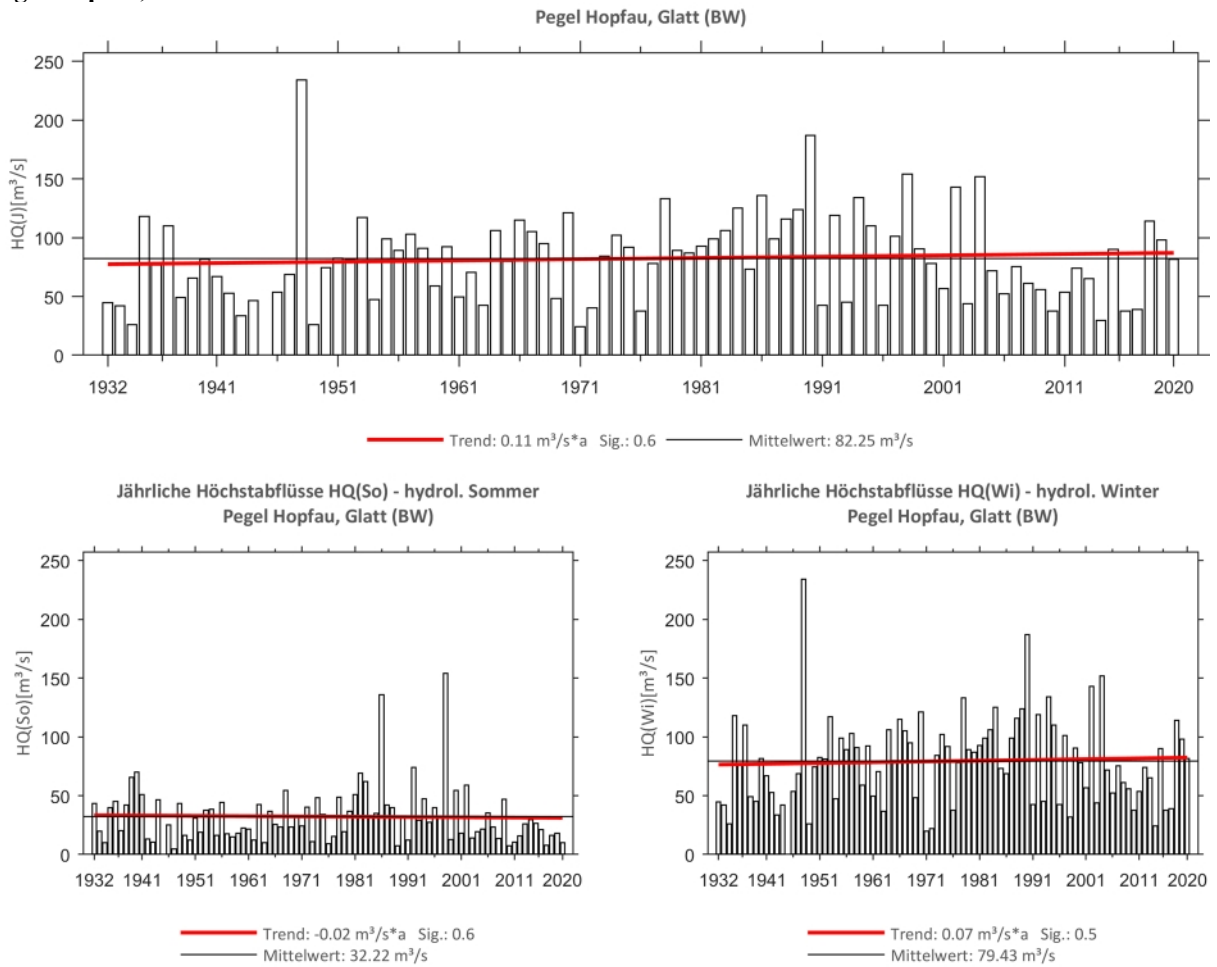 Pegel Hopfau, Glatt (BW)
250
200
150
100
50
0
HQ(J)[m³/s]
1932 1941 1951 1961 1971 1981 1991 2001 2011 2020
Trend: 0.11 m³/s*a Sig.: 0.6 Mittelwert: 82.25 m³/s
Jährliche Höchstabflüsse HQ(So) - hydrol. Sommer
Pegel Hopfau, Glatt (BW)
250
200
150
100
50
0
HQ(So)[m³/s]
1932 1941 1951 1961 1971 1981 1991 2001 2011 2020
Trend: -0.02 m³/s*a Sig.: 0.6
Mittelwert: 32.22 m³/s
Jährliche Höchstabflüsse HQ(Wi) - hydrol. Winter
Pegel Hopfau, Glatt (BW)
250
200
150
100
50
0
HQ(Wi)[m³/s]
1932 1941 1951 1961 1971 1981 1991 2001 2011 2020
Trend: 0.07 m³/s*a Sig.: 0.5
Mittelwert: 79.43 m³/s